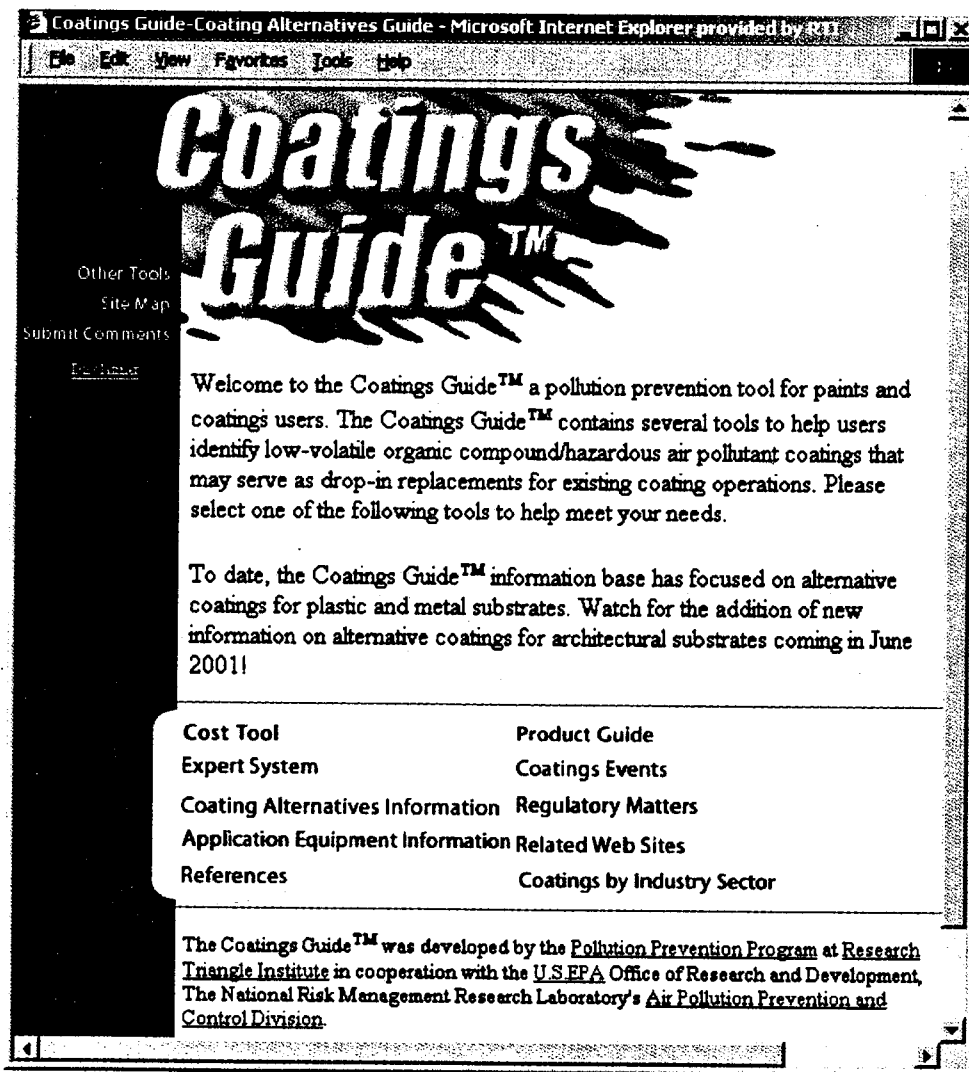 Coatings Guide-Coating Alternatives Guide - Microsoft Internet Explorer provided by RTI
File Edit View Favorites Tools Help
Coatings
Guide™
Other Tools
Site Map
Submit Comments
Disclaimer
Welcome to the Coatings Guide™ a pollution prevention tool for paints and
coatings users. The Coatings Guide™ contains several tools to help users
identify low-volatile organic compound/hazardous air pollutant coatings that
may serve as drop-in replacements for existing coating operations. Please
select one of the following tools to help meet your needs.
To date, the Coatings Guide™ information base has focused on alternative
coatings for plastic and metal substrates. Watch for the addition of new
information on alternative coatings for architectural substrates coming in June
2001!
Cost Tool
Expert System
Coating Alternatives Information
Application Equipment Information
References
Product Guide
Coatings Events
Regulatory Matters
Related Web Sites
Coatings by Industry Sector
The Coatings Guide™ was developed by the Pollution Prevention Program at Research
Triangle Institute in cooperation with the U.S.EPA Office of Research and Development,
The National Risk Management Research Laboratory's Air Pollution Prevention and
Control Division.